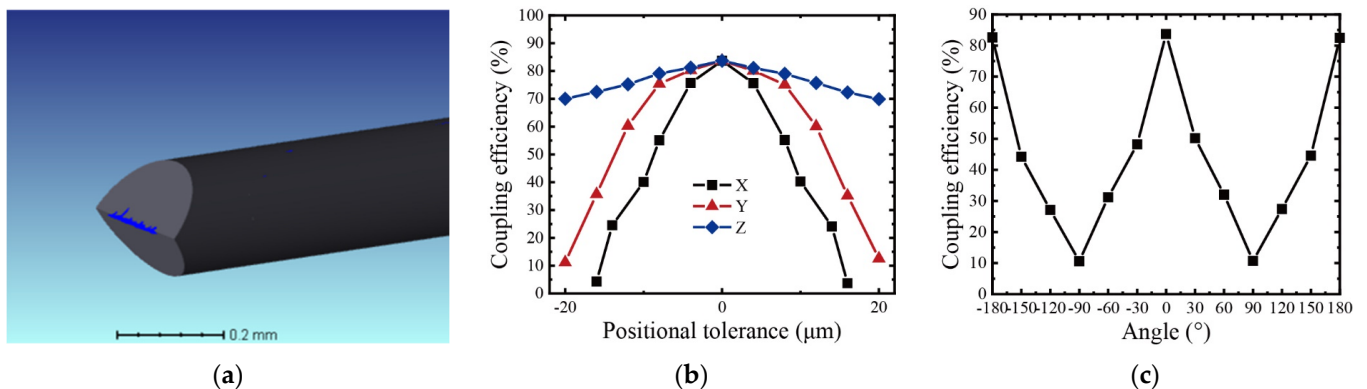 0.2 mm
(a)
Coupling efficiency (%)
100
90
80
70
60
50
40
30
20
10
0
X
Y
Z
-20 -10 0 10 20
Positional tolerance (μm)
(b)
Coupling efficiency (%)
90
80
70
60
50
40
30
20
10
0
-180 -150 -120 -90 -60 -30 0 30 60 90 120 150 180
Angle (°)
(c)